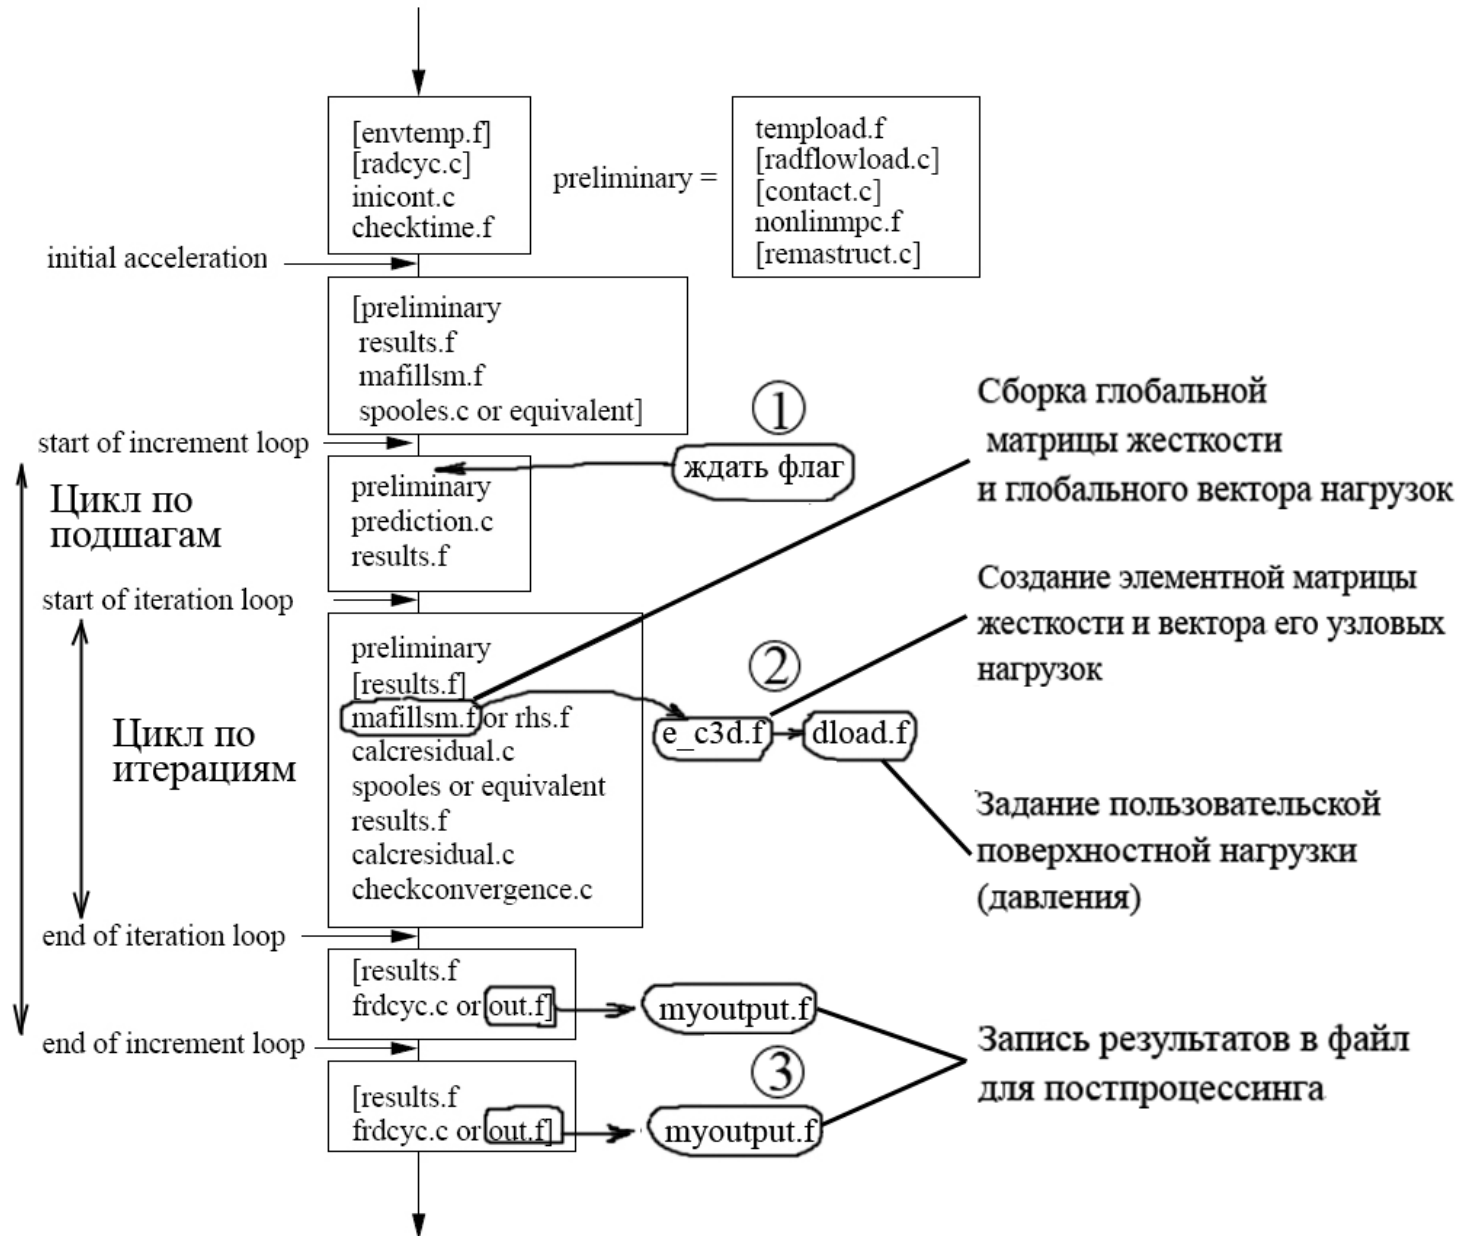 [envtemp.f]
[radcyc.c]
inicont.c
checktime.f
preliminary =
tempload.f
[radflowload.c]
[contact.c]
nonlinmpc.f
[remastruct.c]
initial acceleration
[preliminary
results.f
mafillsm.f
spooles.c or equivalent]
start of increment loop
1
ждать флаг
Сборка глобальной
матрицы жесткости
и глобального вектора нагрузок
Цикл по
подшагам
preliminary
prediction.c
results.f
start of iteration loop
Создание элементной матрицы
жесткости и вектора его узловых
нагрузок
Цикл по
итерациям
preliminary
[results.f]
mafillsm.f or rhs.f
calcresidual.c
spooles or equivalent
results.f
calcresidual.c
checkconvergence.c
2
e_c3d.f
dload.f
Задание пользовательской
поверхностной нагрузки
(давления)
end of iteration loop
[results.f
frdcyc.c or out.f]
myoutput.f
end of increment loop
3
[results.f
frdcyc.c or out.f]
myoutput.f
Запись результатов в файл
для постпроцессинга